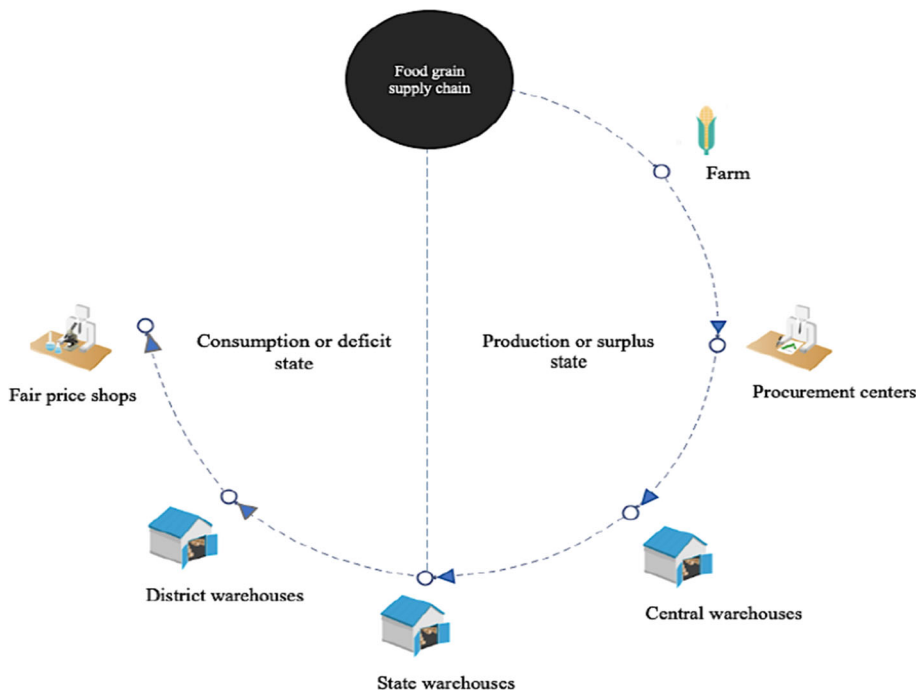 Food grain
supply chain
Farm
Consumption or deficit
state
Production or surplus
state
Fair price shops
Procurement centers
District warehouses
Central warehouses
State warehouses